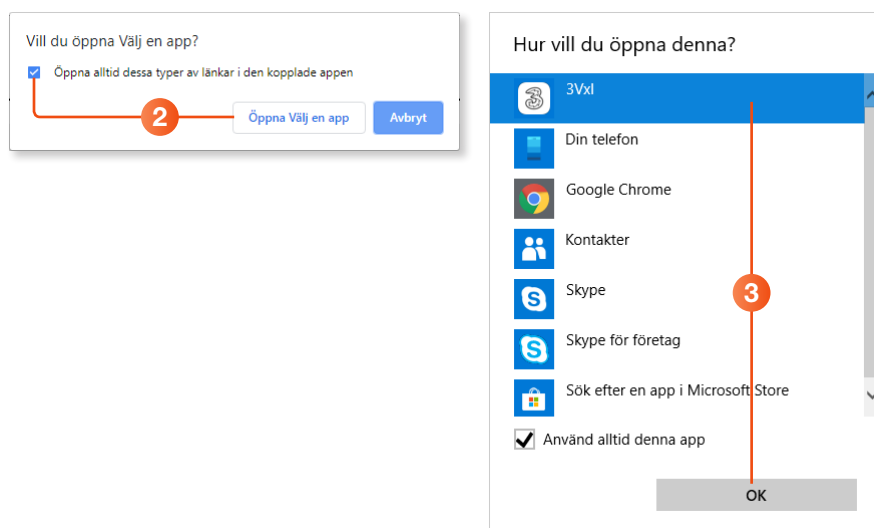 Vill du öppna Välj en app?
Öppna alltid dessa typer av länkar i den kopplade appen
2
Öppna Välj en app
Avbryt
Hur vill du öppna denna?
3
3Vxl
Din telefon
Google Chrome
Kontakter
Skype
3
Skype för företag
Sök efter en app i Microsoft Store
Använd alltid denna app
OK